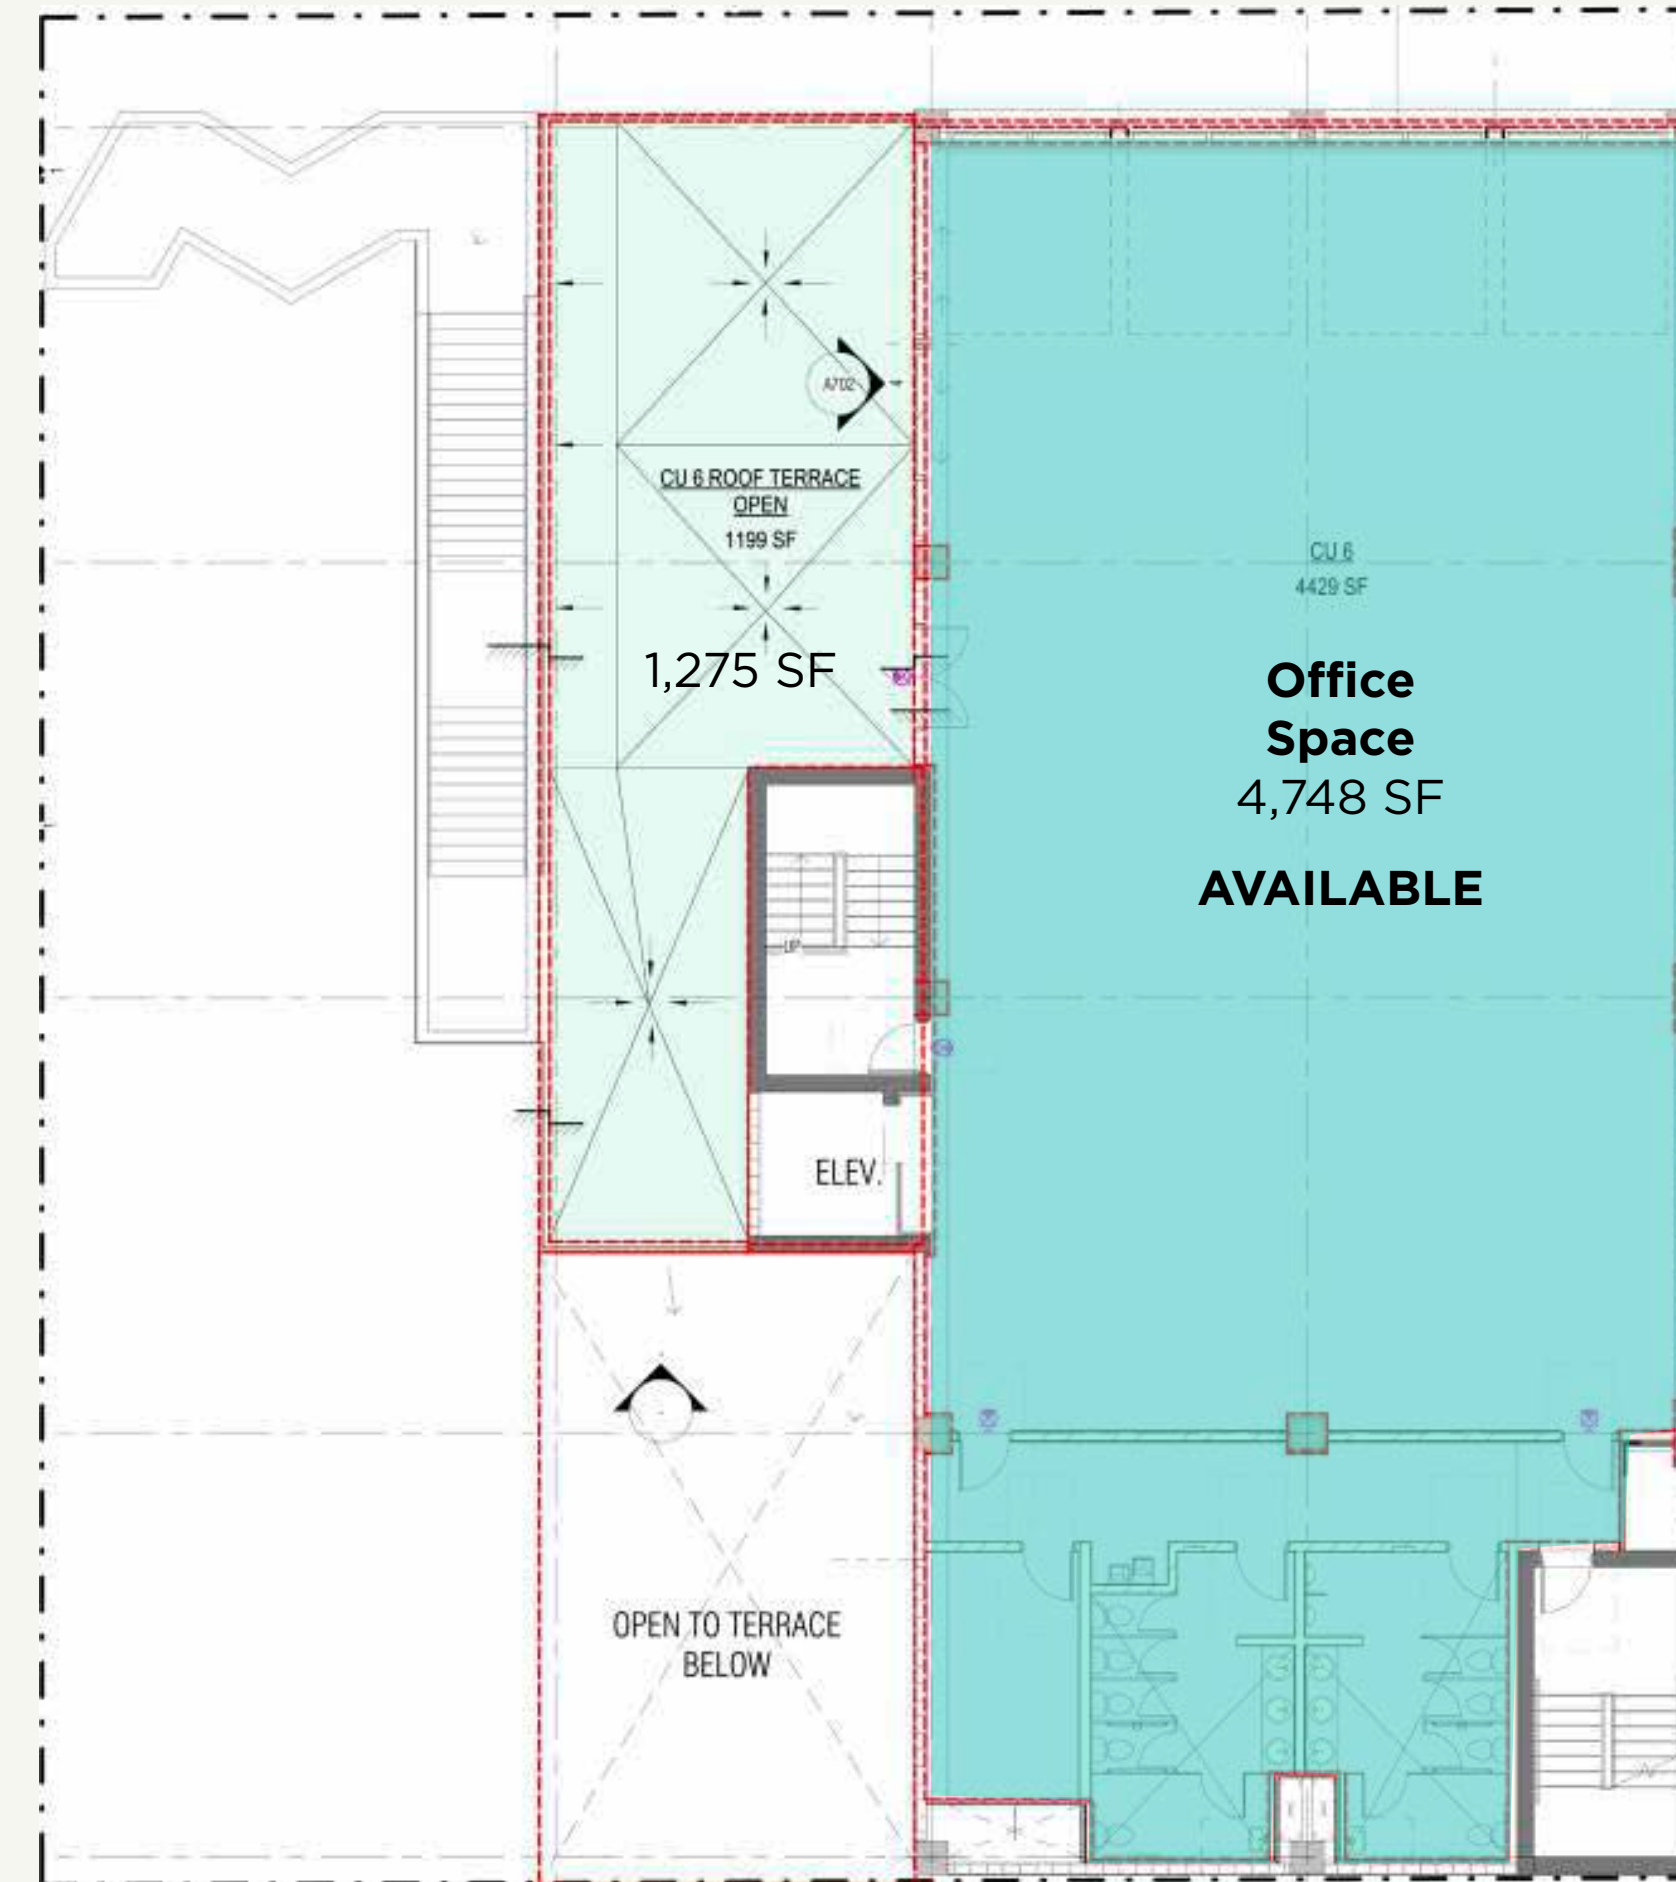 A702
CU 6 ROOF TERRACE
OPEN
1199 SF
1,275 SF
CU 6
4429 SF
Office
Space
4,748 SF
AVAILABLE
UP
ELEV.
OPEN TO TERRACE
BELOW